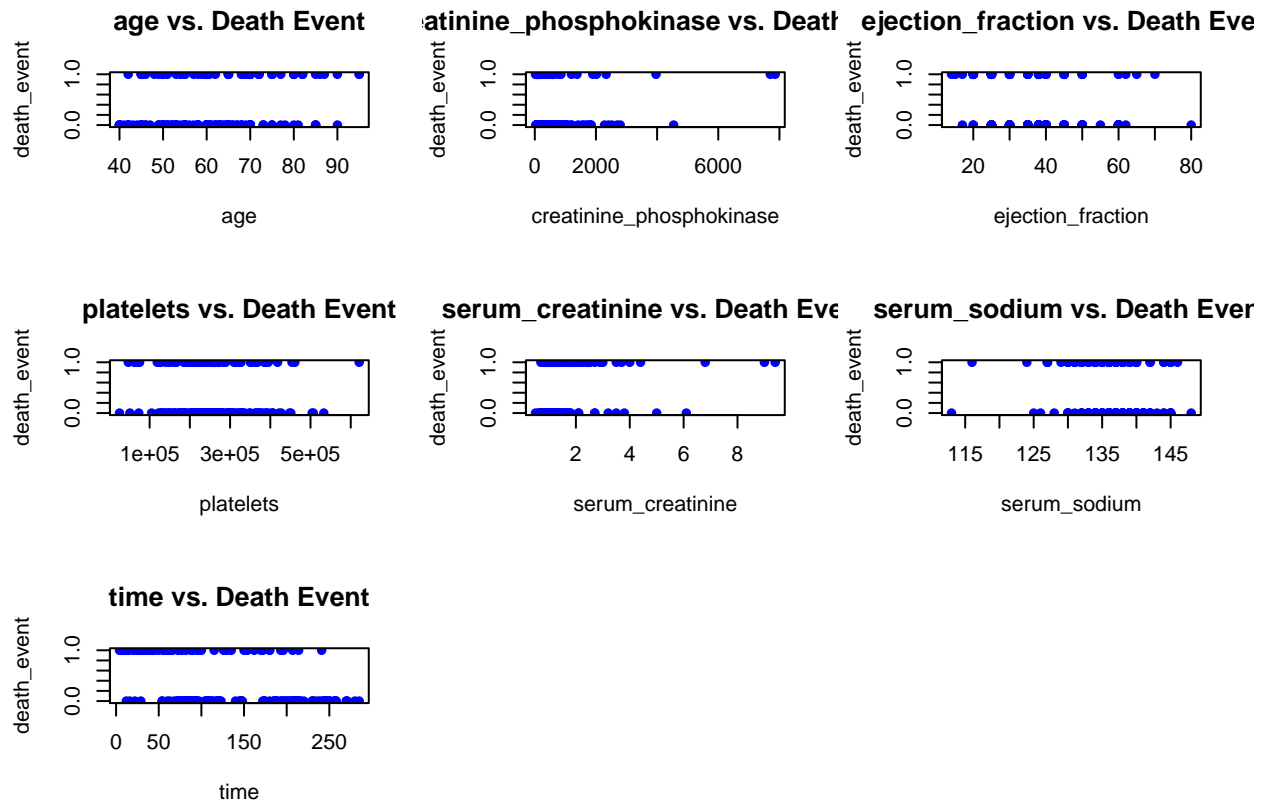 age vs. Death Event
death_event
0.0 1.0
40 50 60 70 80 90
age
eatinine_phosphokinase vs. Death
death_event
0.0 1.0
0 2000 6000
creatinine_phosphokinase
ejection_fraction vs. Death Eve
death_event
0.0 1.0
20 40 60 80
ejection_fraction
platelets vs. Death Event
death_event
0.0 1.0
1e+05 3e+05 5e+05
platelets
serum_creatinine vs. Death Eve
death_event
0.0 1.0
2 4 6 8
serum_creatinine
serum_sodium vs. Death Even
death_event
0.0 1.0
115 125 135 145
serum_sodium
time vs. Death Event
death_event
0.0 1.0
0 50 150 250
time